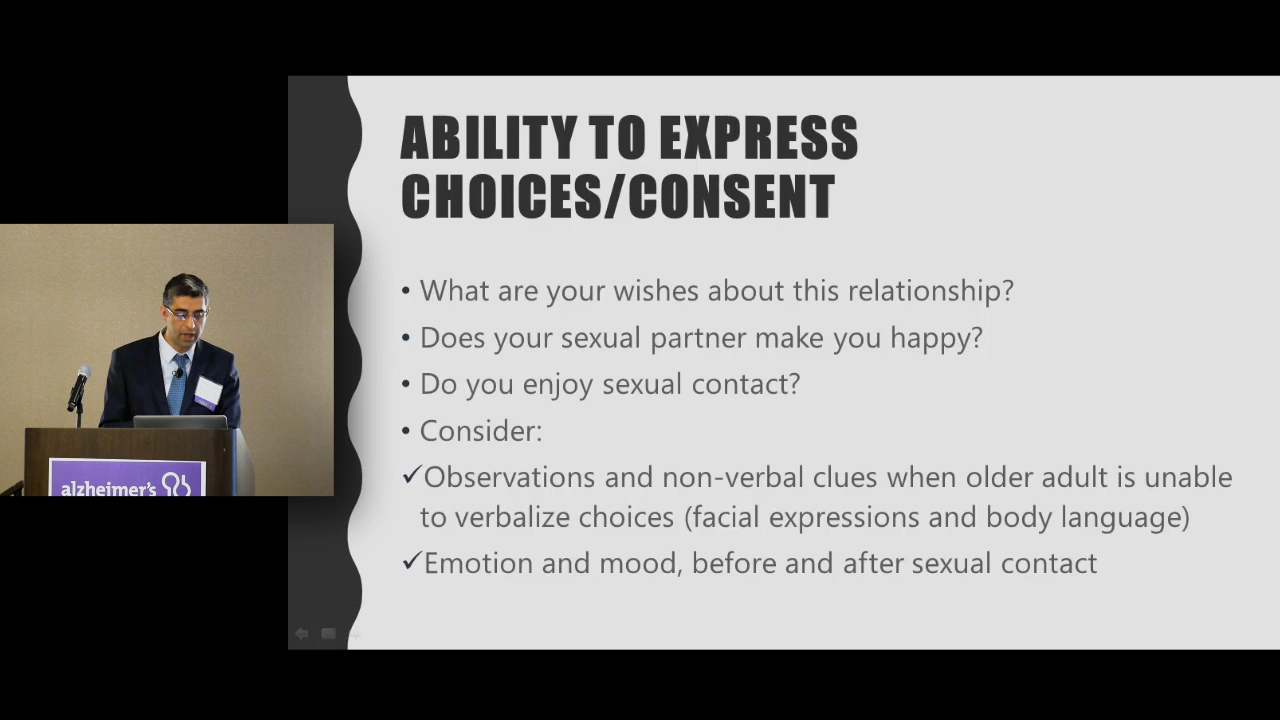 ABILITY TO EXPRESS
CHOICES/CONSENT
• What are your wishes about this relationship?
• Does your sexual partner make you happy?
• Do you enjoy sexual contact?
• Consider:
✓Observations and non-verbal clues when older adult is unable
to verbalize choices (facial expressions and body language)
✓Emotion and mood, before and after sexual contact
alzheimer's